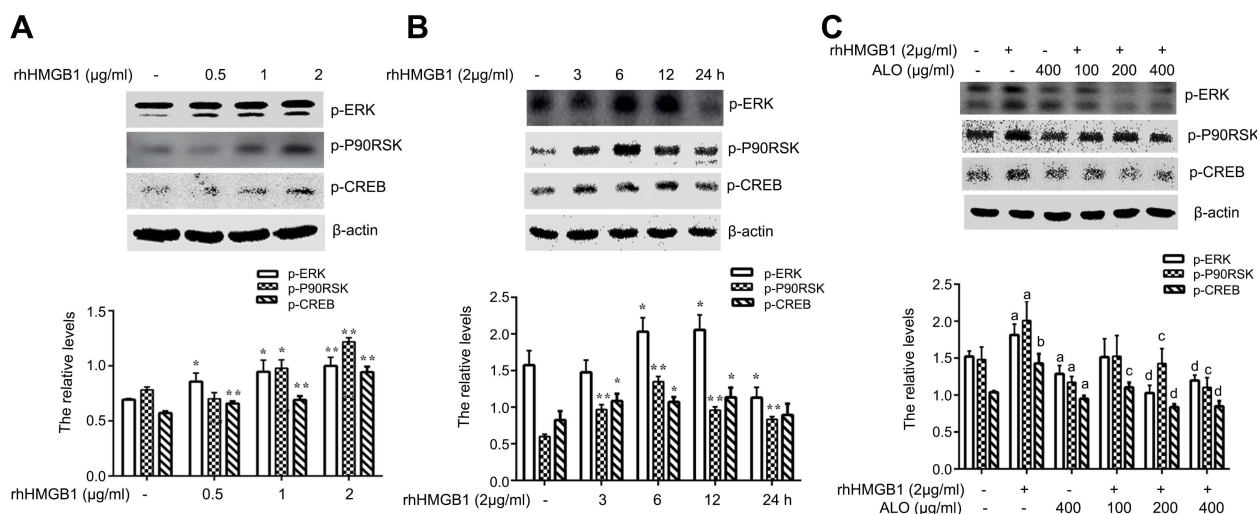 A
rhHMGB1 (μg/ml) - 0.5 1 2
p-ERK
p-P90RSK
p-CREB
β-actin
p-ERK
p-P90RSK
p-CREB
The relative levels
1.5
* *
* * * * * * *
* * * * *
1.0
0.5
0.0
rhHMGB1 (μg/ml) - 0.5 1 2
B
rhHMGB1 (2μg/ml) - 3 6 12 24 h
p-ERK
p-P90RSK
p-CREB
β-actin
p-ERK
p-P90RSK
p-CREB
The relative levels
2.5
* *
2.0
1.5
* * * * *
* * * * * * *
1.0
0.5
0.0
rhHMGB1 (2μg/ml) - 3 6 12 24 h
C
rhHMGB1 (2μg/ml) - + - + + +
ALO (μg/ml) - - 400 100 200 400
p-ERK
p-P90RSK
p-CREB
β-actin
p-ERK
p-P90RSK
p-CREB
The relative levels
2.5
a
2.0
a b a a b c d c d d c d
1.5
1.0
0.5
0.0
rhHMGB1 (2μg/ml) - + - + + +
ALO (μg/ml) - - 400 100 200 400